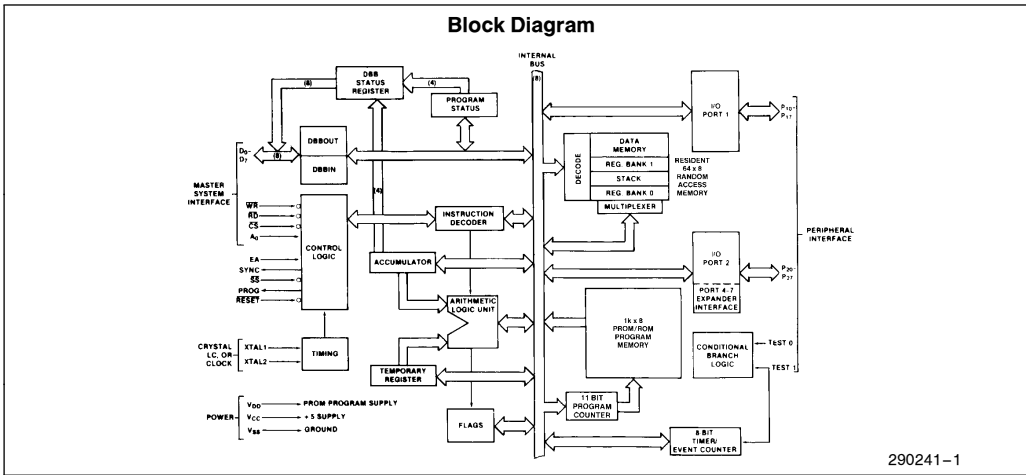 Block Diagram
INTERNAL
BUS
(8)
DBB
STATUS
REGISTER
(8)
(4)
PROGRAM
STATUS
I/O
PORT 1
P10-
P17
D0-
D7
(8)
DBBOUT
DBBIN
DECODE
DATA
MEMORY
REG. BANK 1
STACK
REG. BANK 0
MULTIPLEXER
RESIDENT
64 x 8
RANDOM
ACCESS
MEMORY
MASTER
SYSTEM
INTERFACE
(4)
WR
RD
CS
A0
EA
SYNC
SS
PROG
RESET
CONTROL
LOGIC
INSTRUCTION
DECODER
ACCUMULATOR
ARITHMETIC
LOGIC UNIT
PERIPHERAL
INTERFACE
I/O
PORT 2
PORT 4-7
EXPANDER
INTERFACE
P20-
P27
1k x 8
PROM/ROM
PROGRAM
MEMORY
CONDITIONAL
BRANCH
LOGIC
TEST 0
TEST 1
CRYSTAL
LC, OR
CLOCK
XTAL1
XTAL2
TIMING
TEMPORARY
REGISTER
11 BIT
PROGRAM
COUNTER
POWER
VDD
PROM PROGRAM SUPPLY
VCC
+ 5 SUPPLY
VSS
GROUND
FLAGS
8 BIT
TIMER/
EVENT COUNTER
290241–1